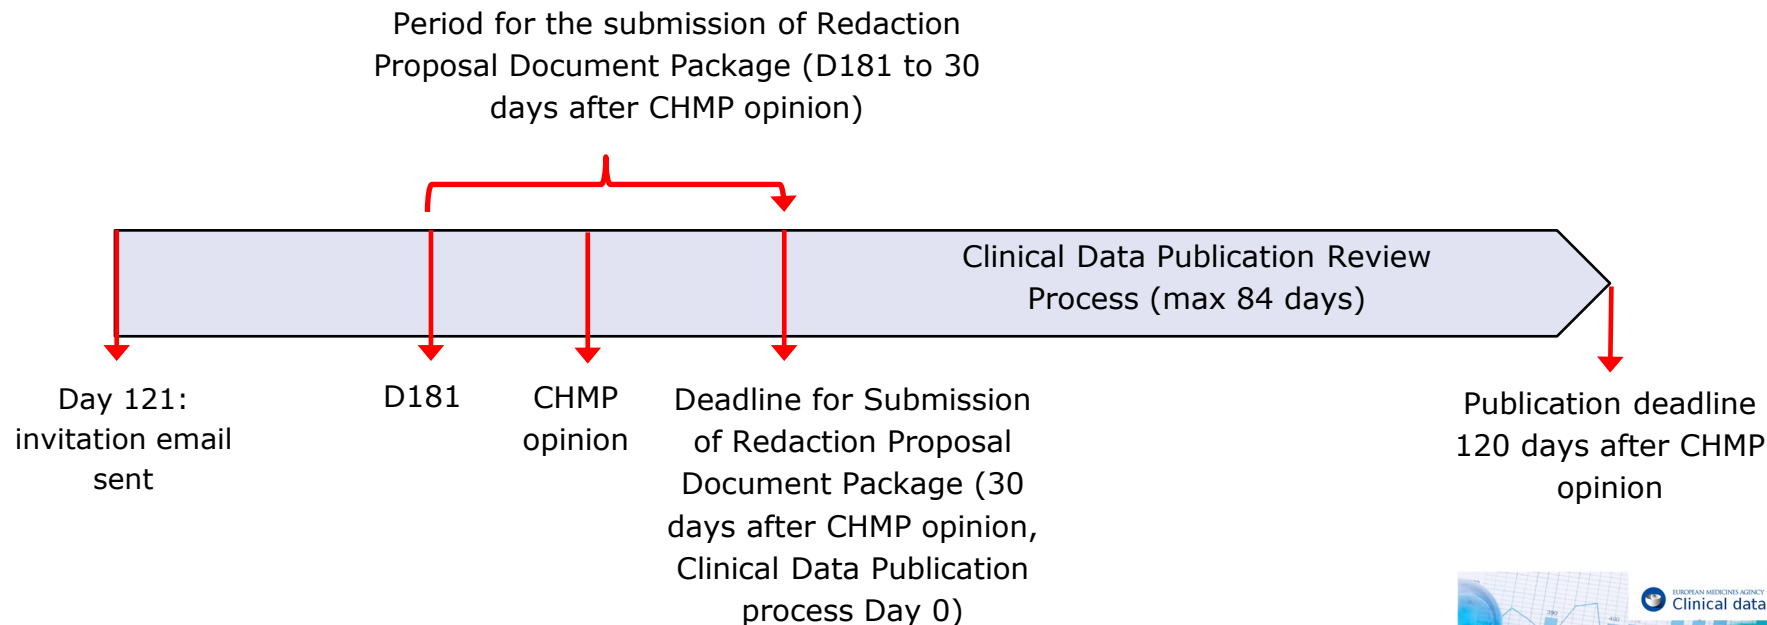 Period for the submission of Redaction
Proposal Document Package (D181 to 30
days after CHMP opinion)
Clinical Data Publication Review
Process (max 84 days)
Day 121:
invitation email
sent
D181
CHMP
opinion
Deadline for Submission
of Redaction Proposal
Document Package (30
days after CHMP opinion,
Clinical Data Publication
process Day 0)
Publication deadline
120 days after CHMP
opinion
EUROPEAN MEDICINES AGENCY
Clinical data